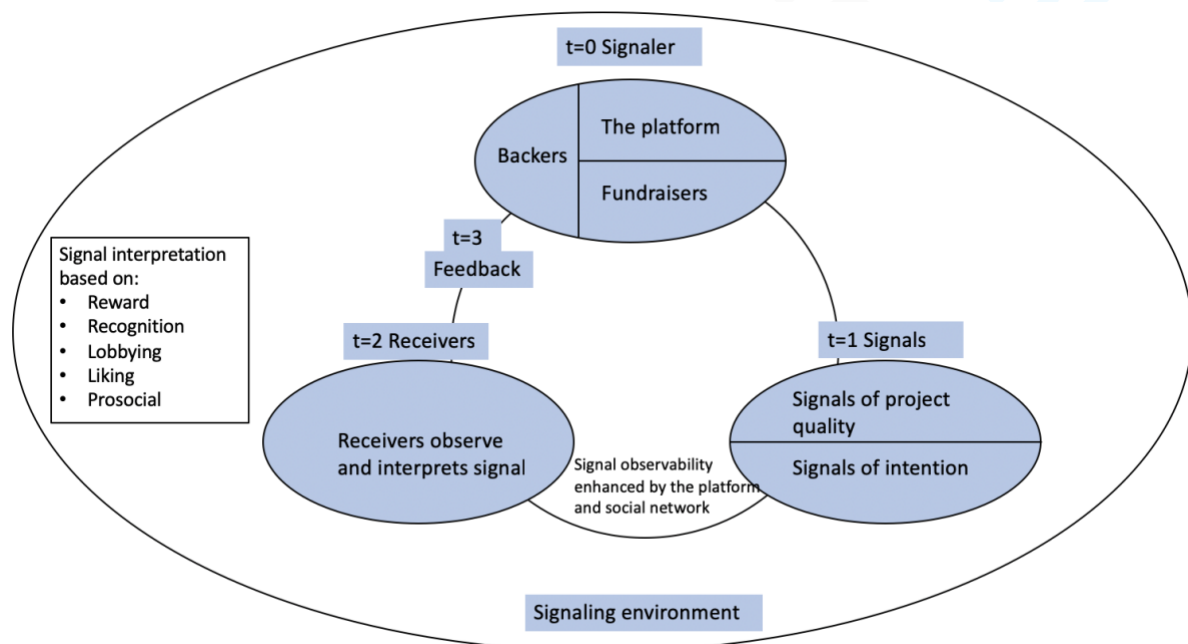 t=0 Signaler
The platform
Backers
Fundraisers
t=3
Feedback
Signal interpretation
based on:
• Reward
• Recognition
• Lobbying
• Liking
• Prosocial
t=2 Receivers
t=1 Signals
Receivers observe
and interprets signal
Signals of project
quality
Signals of intention
Signal observability
enhanced by the platform
and social network
Signaling environment